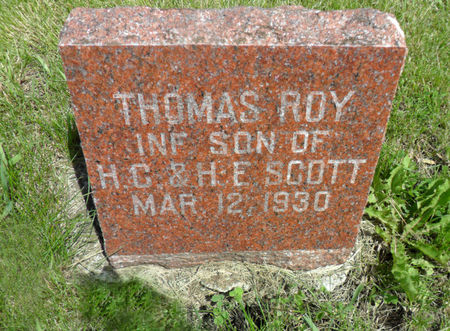 THOMAS ROY
INF SON OF
H.C. & H.E SCOTT
MAR. 12, 1930